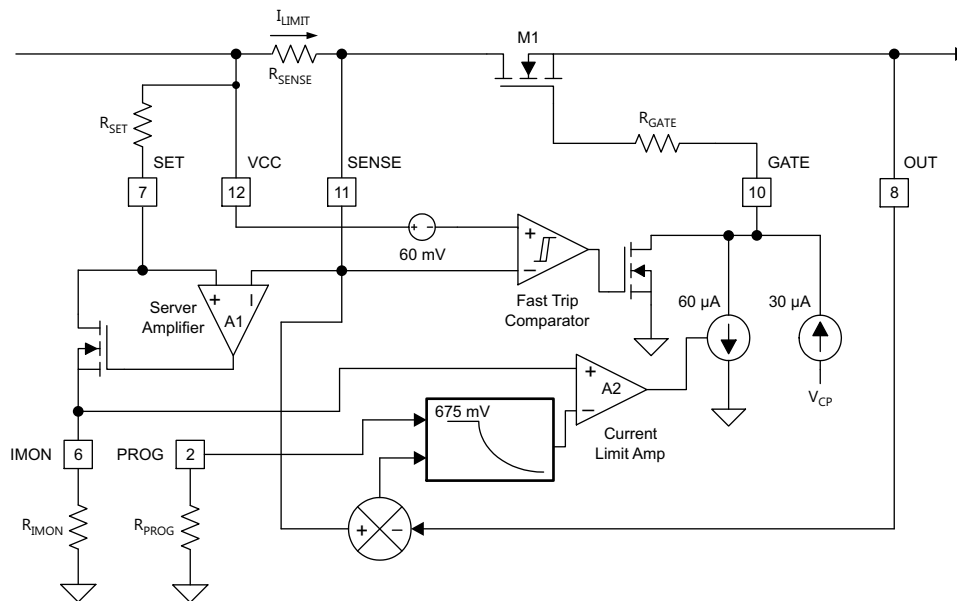 I_LIMIT
M1
R_SENSE
R_SET
R_GATE
SET
VCC
SENSE
GATE
OUT
7
12
11
10
8
+ -
60 mV
+
−
Fast Trip
Comparator
60 µA
30 µA
V_CP
Server
Amplifier
+ −
A1
+
A2
−
Current
Limit Amp
675 mV
IMON
6
PROG
2
R_IMON
R_PROG
+ −